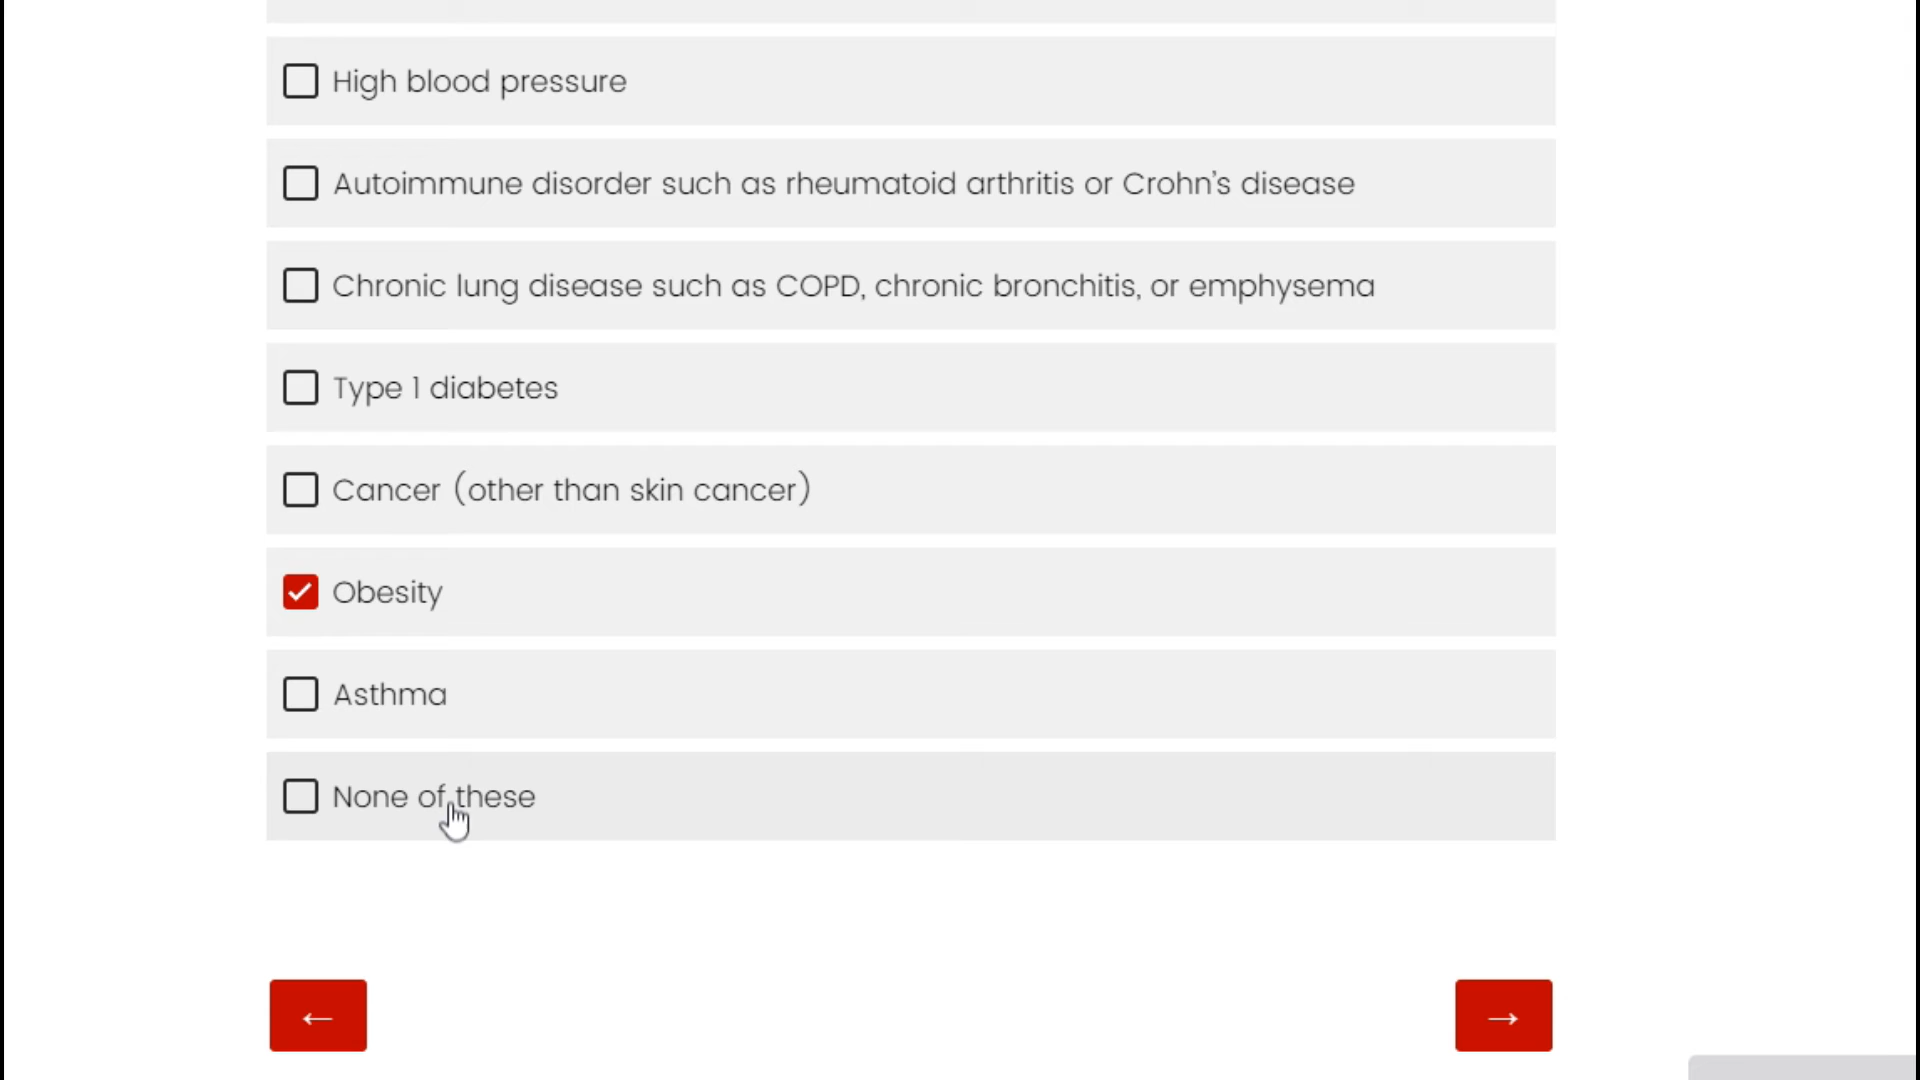 High blood pressure
Autoimmune disorder such as rheumatoid arthritis or Crohn's disease
Chronic lung disease such as COPD, chronic bronchitis, or emphysema
Type 1 diabetes
Cancer (other than skin cancer)
Obesity
Asthma
None of these
← →